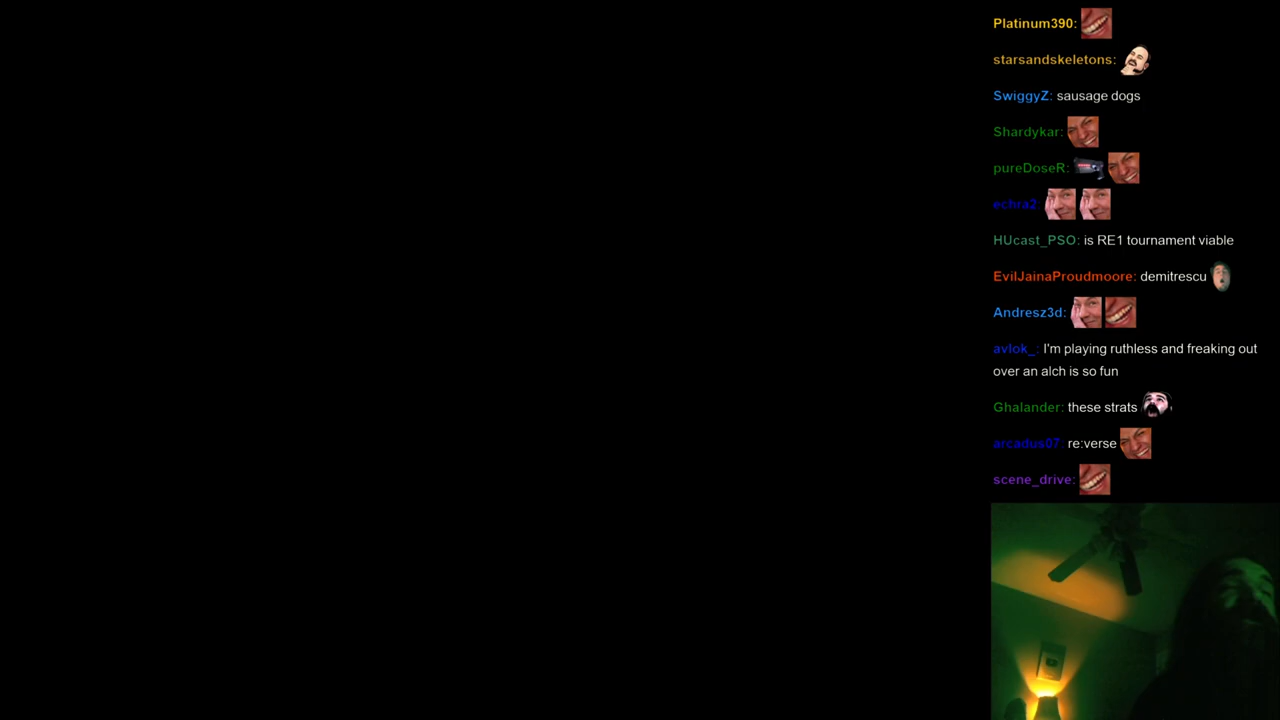 Platinum390:
starsandskeletons:
SwiggyZ: sausage dogs
Shardykar:
pureDoseR:
echra2:
HUcast_PSO: is RE1 tournament viable
EvilJainaProudmoore: demitrescu
Andresz3d:
avlok_: I'm playing ruthless and freaking out
over an alch is so fun
Ghalander: these strats
arcadus07: re:verse
scene_drive: